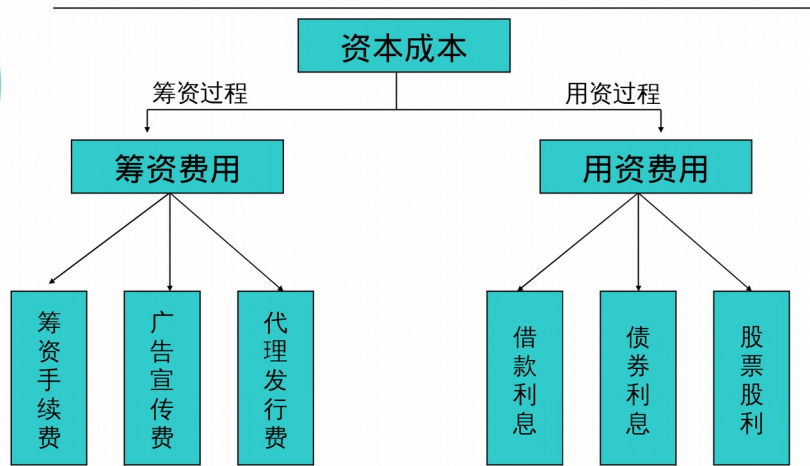 资本成本
筹资过程
用资过程
筹资费用
用资费用
筹资手续费
广告宣传费
代理发行费
借款利息
债券利息
股票股利